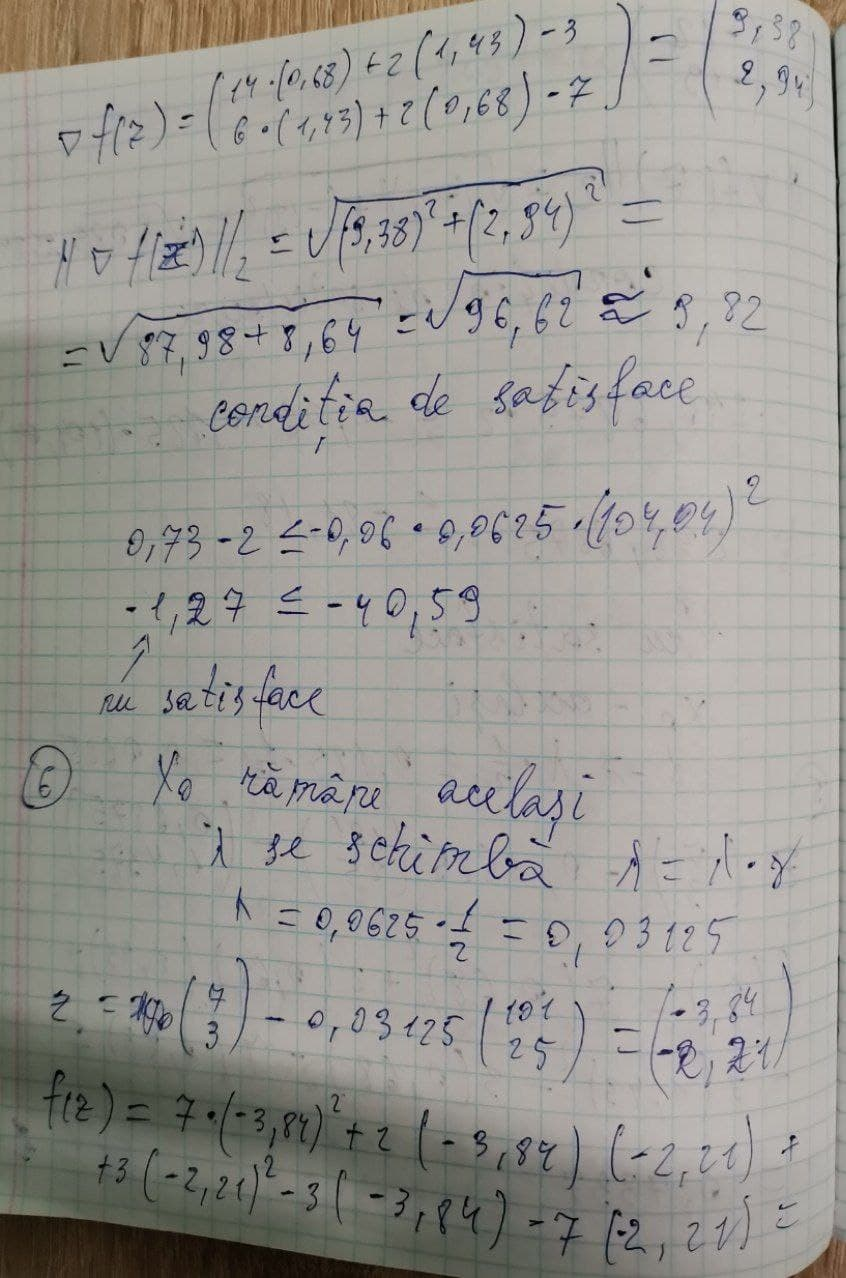 ∇f(z) = (14·(0,68) + 2(1,43) - 3
6·(1,43) + 2(0,68) - 7) = (9,38
2,94)
||∇f(z)||₂ = √(9,38)² + (2,94)² =
= √87,98 + 8,64 = √96,62 ≈ 9,82
condiția de satisface
0,73 - 2 ≤ -0,06 · 0,0625 · (104,04)²
-1,27 ≤ -40,59
nu satisface
6 X₀ rămâne același
λ se schimbă λ = λ · γ
λ = 0,0625 · 1/2 = 0,03125
z = (7
3) - 0,03125 (101
25) = (-3,84
-2,21)
f(z) = 7·(-3,84)² + 2 (-3,84) (-2,21) +
+3 (-2,21)² - 3 (-3,84) - 7 (-2,21) =